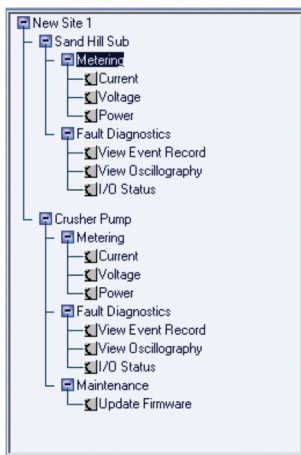 New Site 1
Sand Hill Sub
Metering
Current
Voltage
Power
Fault Diagnostics
View Event Record
View Oscillography
I/O Status
Crusher Pump
Metering
Current
Voltage
Power
Fault Diagnostics
View Event Record
View Oscillography
I/O Status
Maintenance
Update Firmware